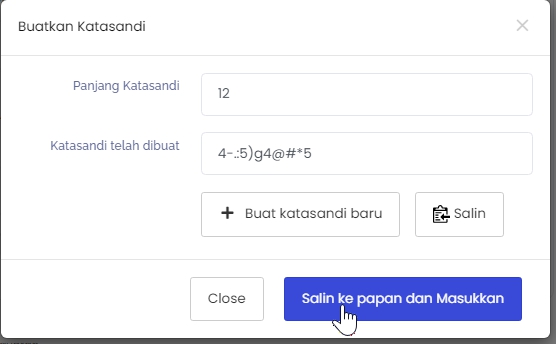 Buatkan Katasandi
Panjang Katasandi
12
Katasandi telah dibuat
4-.:5)g4@#*5
Buat katasandi baru
Salin
Close
Salin ke papan dan Masukkan